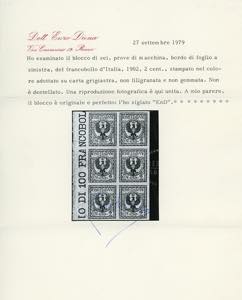 Dott. Enzo Diena
27 settembre 1979
Ho esaminato il blocco di sei, prove di macchina, bordo di foglio a
sinistra, del francobollo d'Italia, 1902, 2 cent., stampato nel colo-
re adottato su carta grigiastra, non filigranata e non gommata. Non
è dentellato. Una riproduzione fotografica è qui unita. A mio parere,
il blocco è originale e perfetto: l'ho siglato "EnD".
IO DI 100 FRANCOBOL